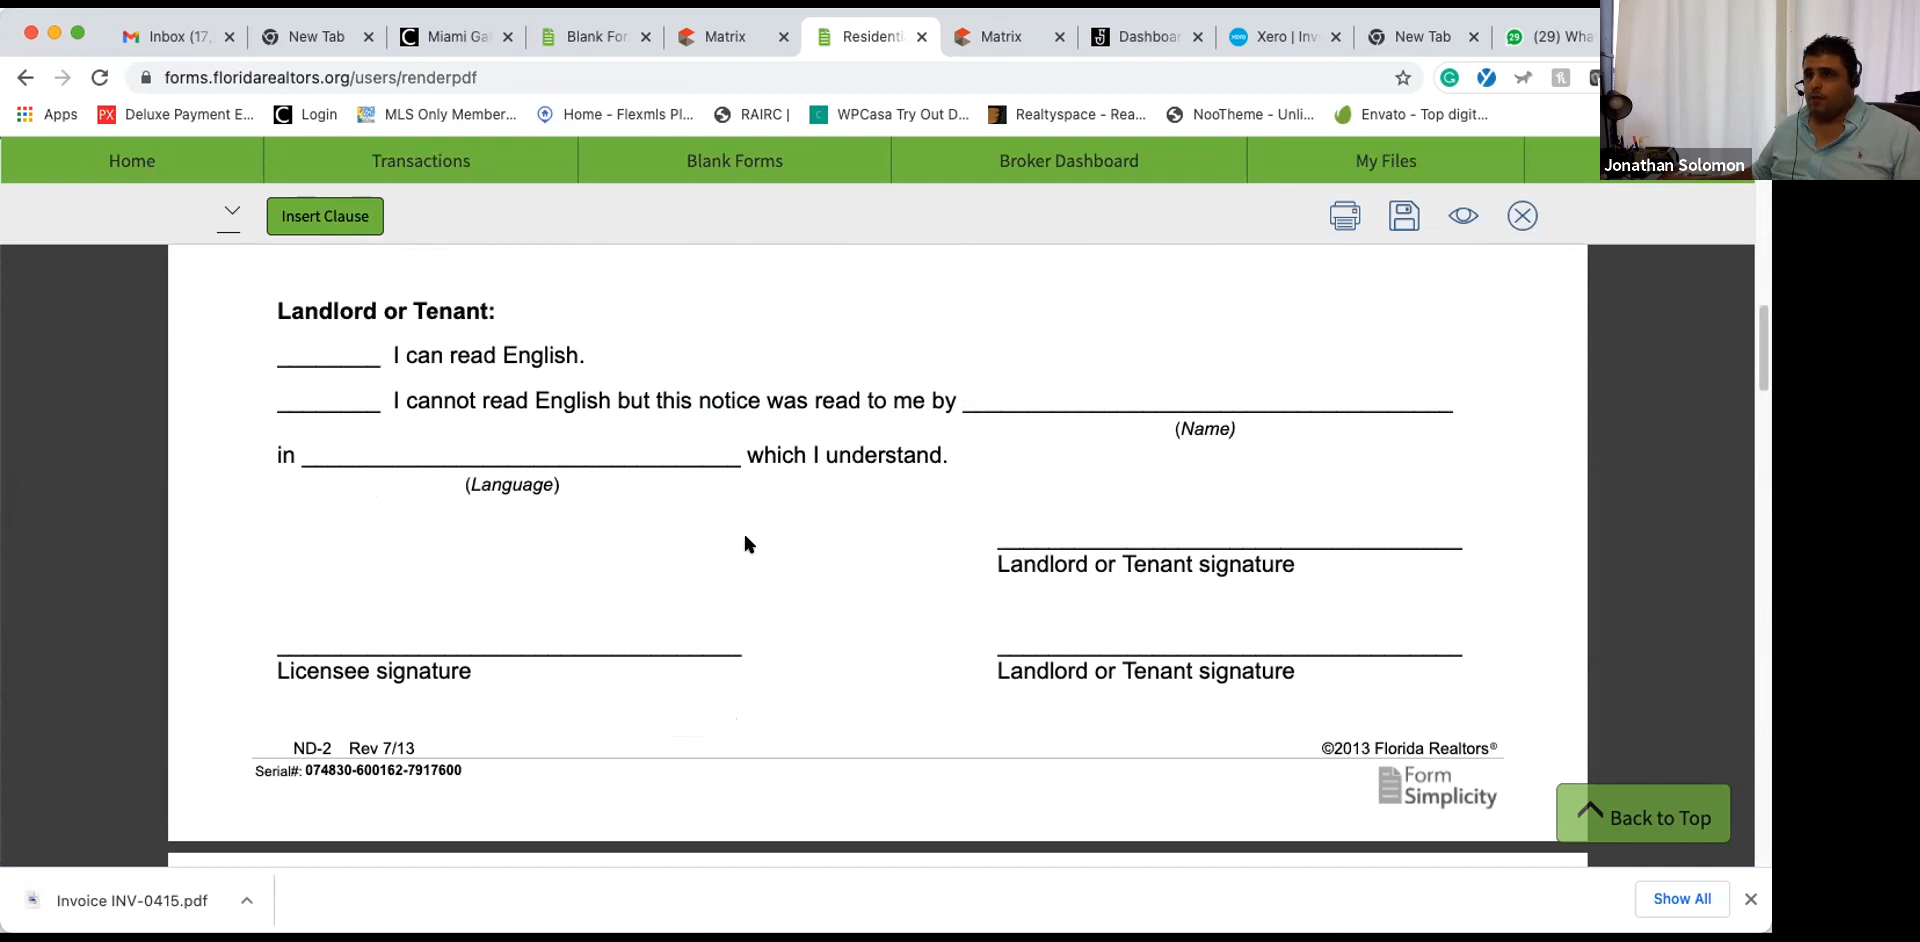 Inbox (17,
New Tab
Miami Ga
Blank For
Matrix
Residenti
Matrix
Dashboar
Xero | Inv
New Tab
(29) Wha
forms.floridarealtors.org/users/renderpdf
Apps
PX Deluxe Payment E...
Login
MLS Only Member...
Home - Flexmls Pl...
RAIRC |
WPCasa Try Out D...
Realtyspace - Rea...
NooTheme - Unli...
Envato - Top digit...
Jonathan Solomon
Home
Transactions
Blank Forms
Broker Dashboard
My Files
Insert Clause
Landlord or Tenant:
________ I can read English.
________ I cannot read English but this notice was read to me by ______________________________________
(Name)
in __________________________________ which I understand.
(Language)
Landlord or Tenant signature
Licensee signature
Landlord or Tenant signature
ND-2 Rev 7/13
©2013 Florida Realtors®
Serial#: 074830-600162-7917600
Form
Simplicity
Back to Top
Invoice INV-0415.pdf
Show All